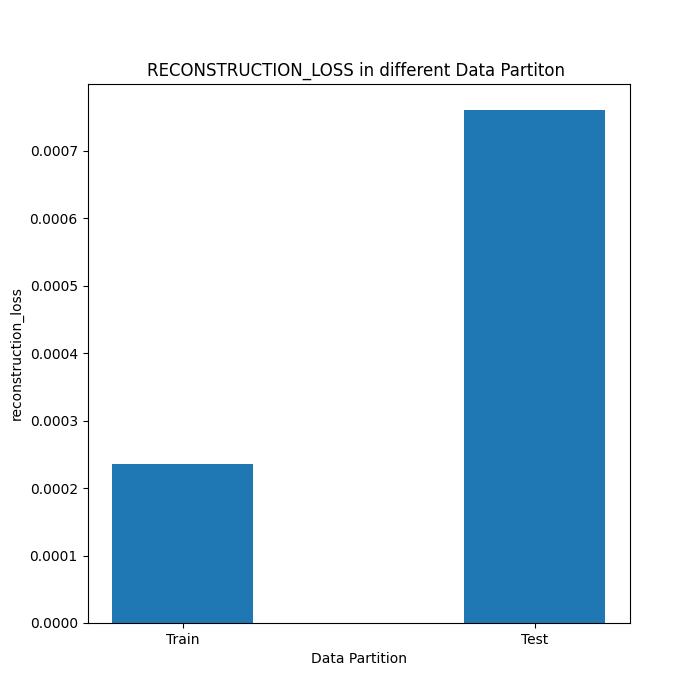 RECONSTRUCTION_LOSS in different Data Partiton
0.0007
0.0006
0.0005
0.0004
0.0003
0.0002
0.0001
0.0000
reconstruction_loss
Train
Test
Data Partition